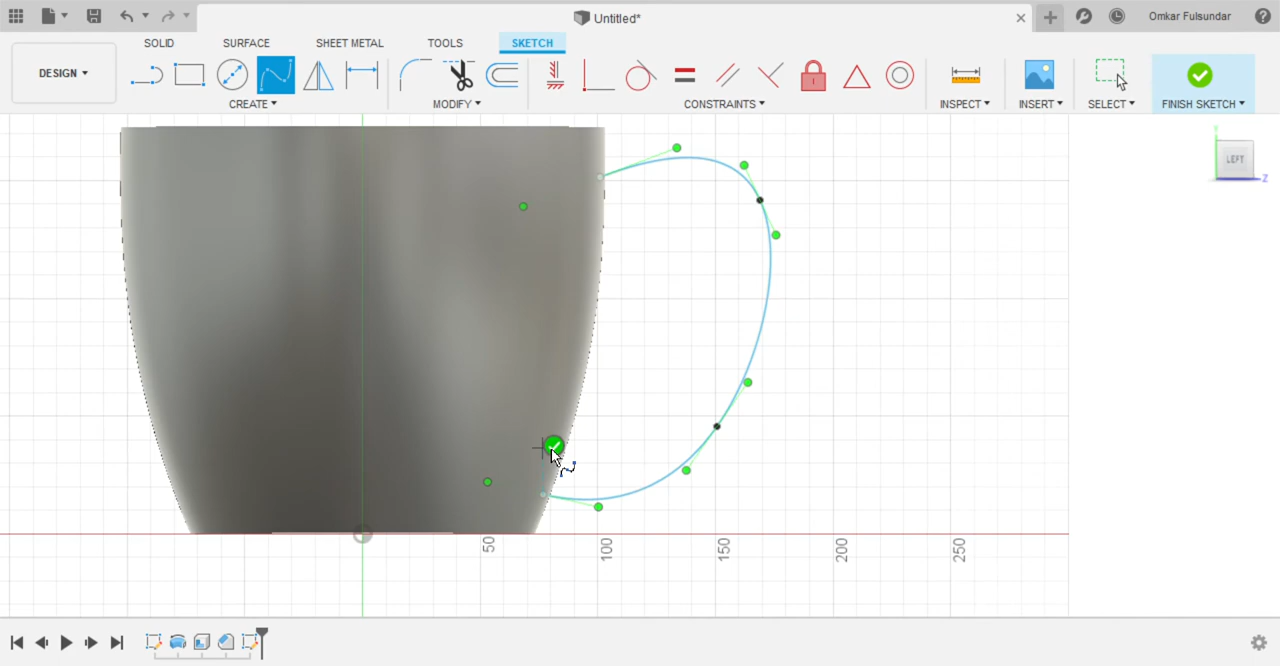 Untitled*
Omkar Fulsundar
DESIGN
SOLID
SURFACE
SHEET METAL
TOOLS
SKETCH
CREATE
MODIFY
CONSTRAINTS
INSPECT
INSERT
SELECT
FINISH SKETCH
LEFT
Z
50
100
150
200
250